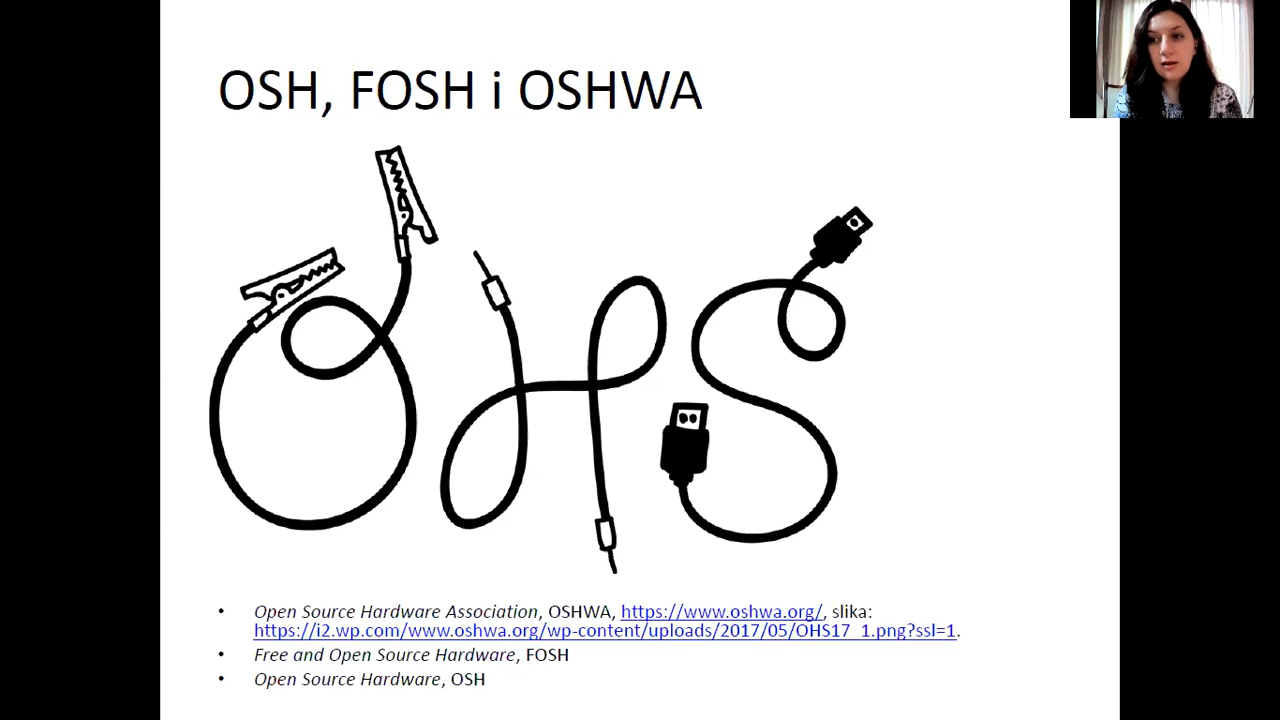 OSH, FOSH i OSHWA
OHS
• Open Source Hardware Association, OSHWA, https://www.oshwa.org/, slika:
https://i2.wp.com/www.oshwa.org/wp-content/uploads/2017/05/OHS17_1.png?ssl=1.
• Free and Open Source Hardware, FOSH
• Open Source Hardware, OSH